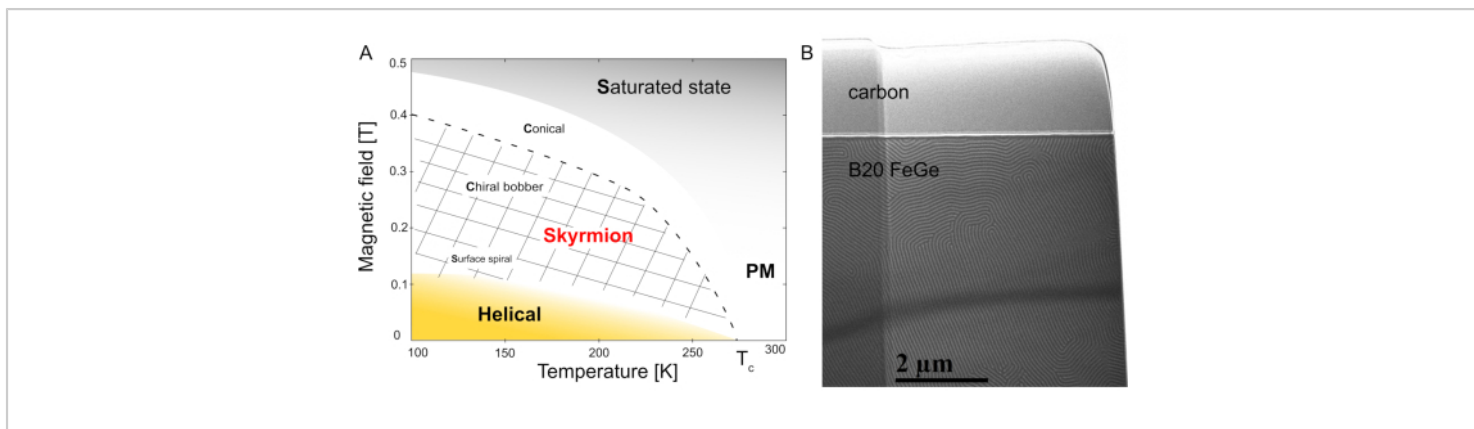 A
Magnetic field [T]
0.5
0.4
0.3
0.2
0.1
0
Saturated state
Conical
Chiral bobber
Skyrmion
Surface spiral
PM
Helical
100
150
200
250
300
Tc
Temperature [K]
B
carbon
B20 FeGe
2 µm